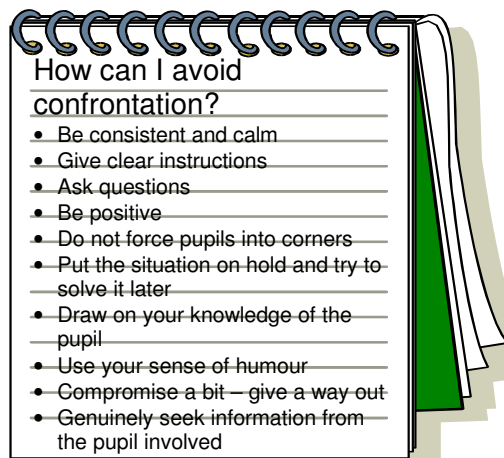 How can I avoid
confrontation?
• Be consistent and calm
• Give clear instructions
• Ask questions
• Be positive
• Do not force pupils into corners
• Put the situation on hold and try to
solve it later
• Draw on your knowledge of the
pupil
• Use your sense of humour
• Compromise a bit – give a way out
• Genuinely seek information from
the pupil involved